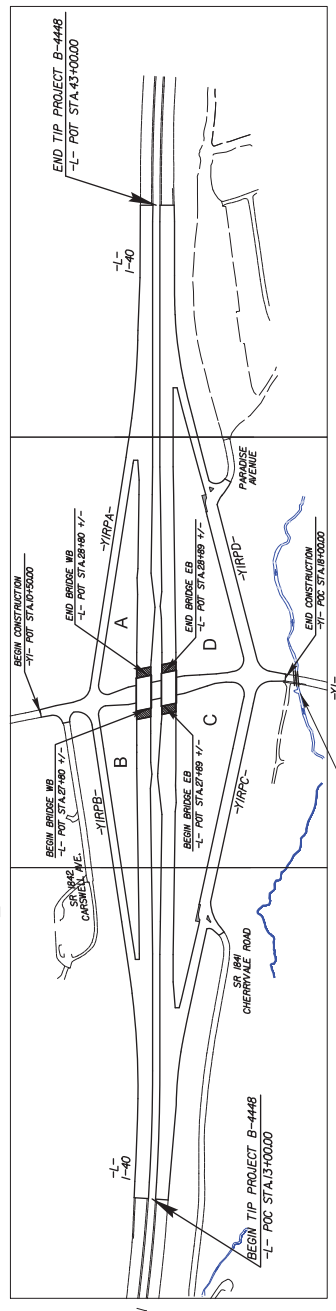 END TIP PROJECT B-4448
-L- POT STA.43+00.00
-L-
I-40
PARADISE
AVENUE
BEGIN CONSTRUCTION
-Y1- POT STA.10+50.00
-Y1RPA-
END BRIDGE WB
-L- POT STA.28+80 +/-
END BRIDGE EB
-L- POT STA.28+89 +/-
-Y1RPD-
END CONSTRUCTION
-Y1- POC STA.18+00.00
A
D
B
C
-Y1-
BEGIN BRIDGE WB
-L- POT STA.27+80 +/-
BEGIN BRIDGE EB
-L- POT STA.27+89 +/-
-Y1RPB-
-Y1RPC-
SR 1842
CARSWELL AVE.
SR 1841
CHERRYVALE ROAD
-L-
I-40
BEGIN TIP PROJECT B-4448
-L- POC STA.13+00.00